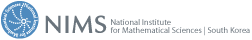 NIMS
National Institute
for Mathematical Sciences | South Korea